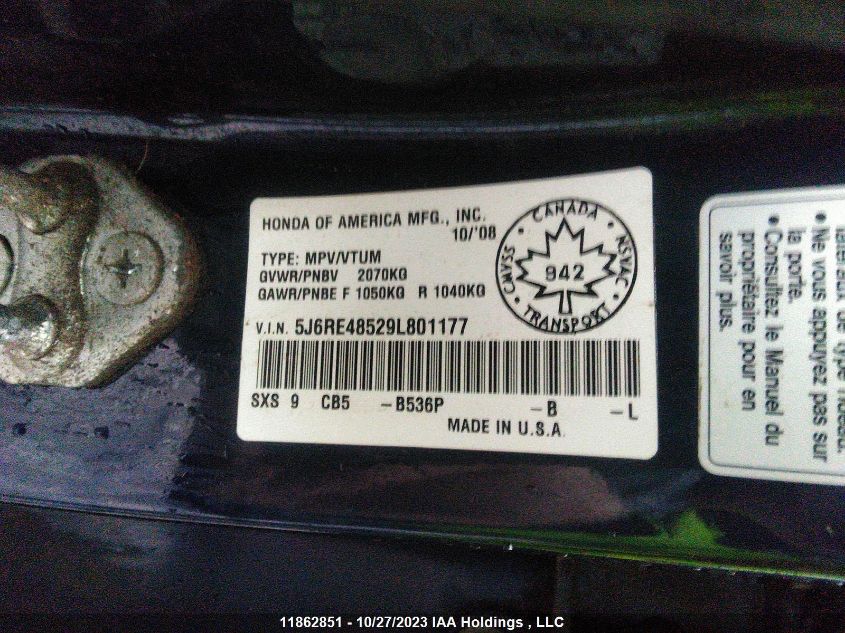 HONDA OF AMERICA MFG., INC.
10/'08
TYPE: MPV/VTUM
GVWR/PNBV 2070KG
GAWR/PNBE F 1050KG R 1040KG
V.I.N. 5J6RE48529L801177
SXS 9 CB5 -B536P -B -L
MADE IN U.S.A.
CANADA
CMVSS 942 NSVAC
TRANSPORT
• Ne vous appuyez pas sur
la porte.
• Consultez le Manuel du
propriétaire pour en
savoir plus.
11862851 - 10/27/2023 IAA Holdings , LLC